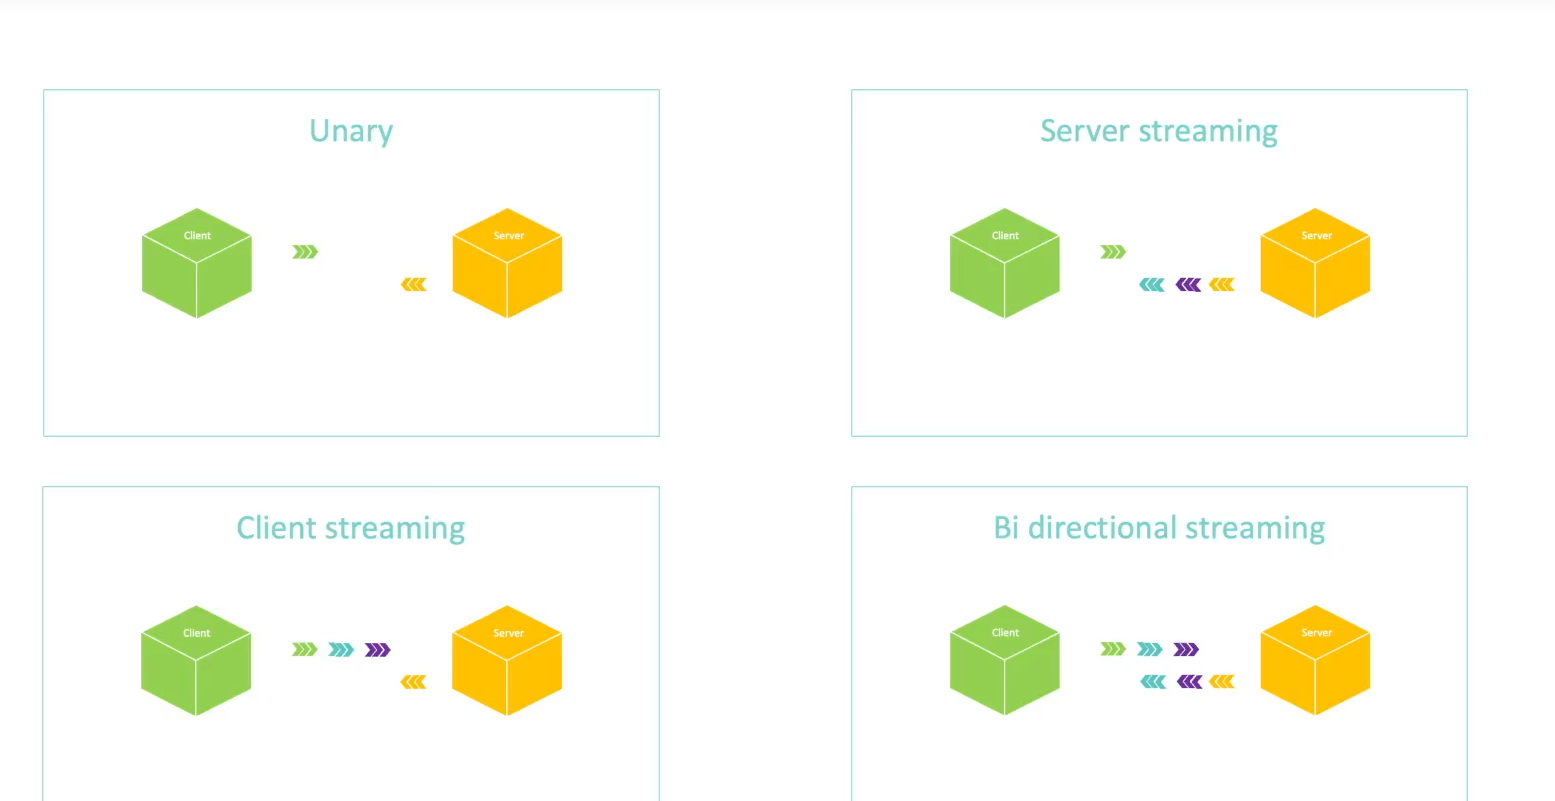 Unary
Client
Server
Server streaming
Client
Server
Client streaming
Client
Server
Bi directional streaming
Client
Server